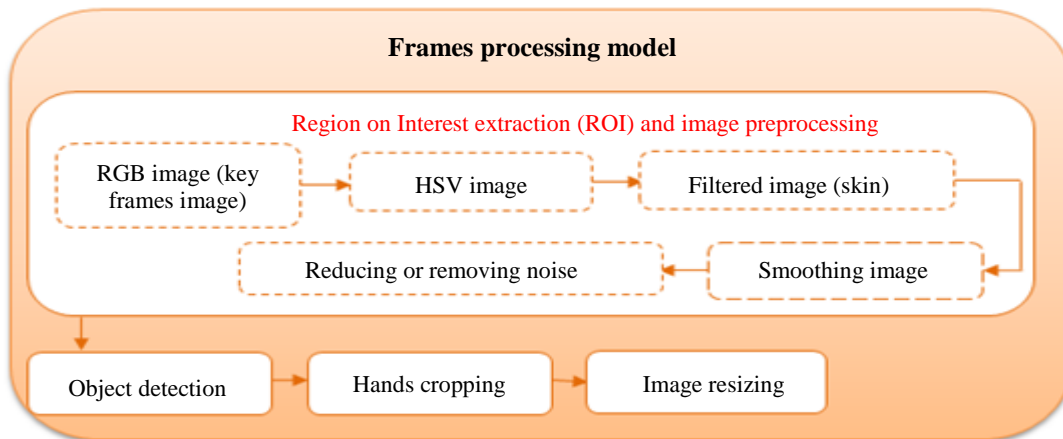 Frames processing model
Region on Interest extraction (ROI) and image preprocessing
RGB image (key
frames image)
HSV image
Filtered image (skin)
Smoothing image
Reducing or removing noise
Object detection
Hands cropping
Image resizing